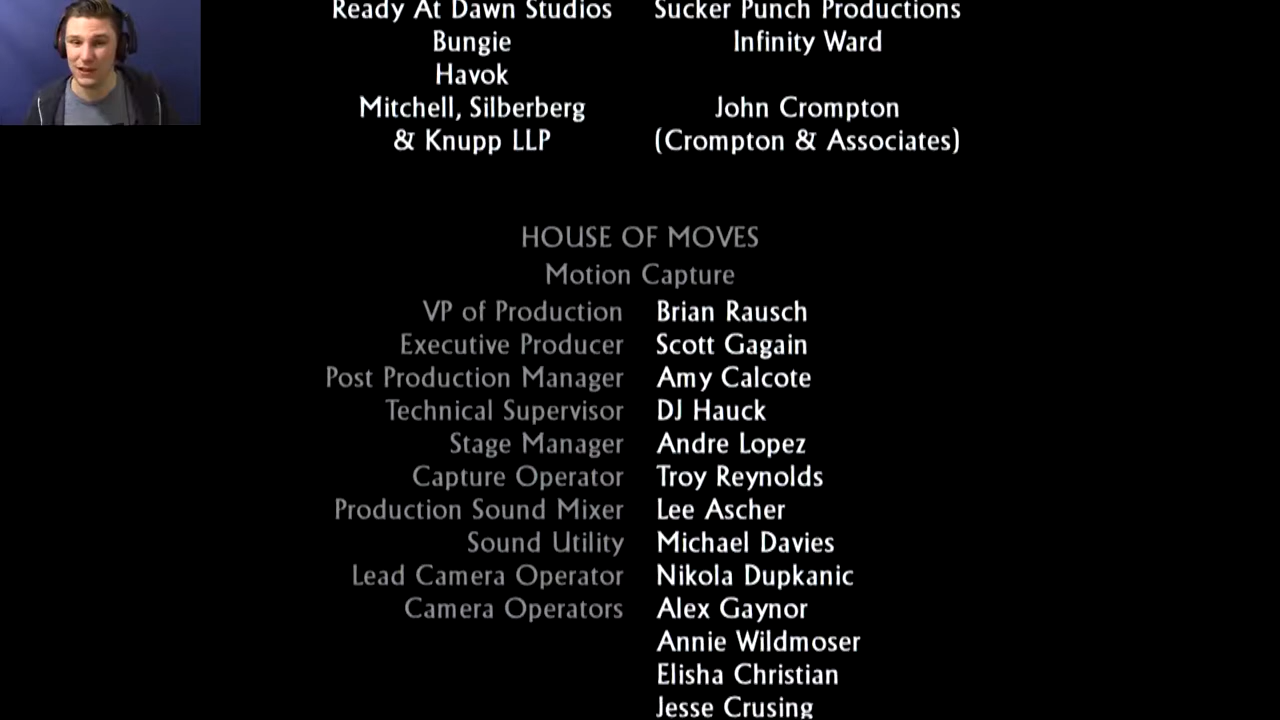 Ready At Dawn Studios Sucker Punch Productions
Bungie Infinity Ward
Havok
Mitchell, Silberberg John Crompton
& Knupp LLP (Crompton & Associates)
HOUSE OF MOVES
Motion Capture
VP of Production Brian Rausch
Executive Producer Scott Gagain
Post Production Manager Amy Calcote
Technical Supervisor DJ Hauck
Stage Manager Andre Lopez
Capture Operator Troy Reynolds
Production Sound Mixer Lee Ascher
Sound Utility Michael Davies
Lead Camera Operator Nikola Dupkanic
Camera Operators Alex Gaynor
Annie Wildmoser
Elisha Christian
Jesse Crusing